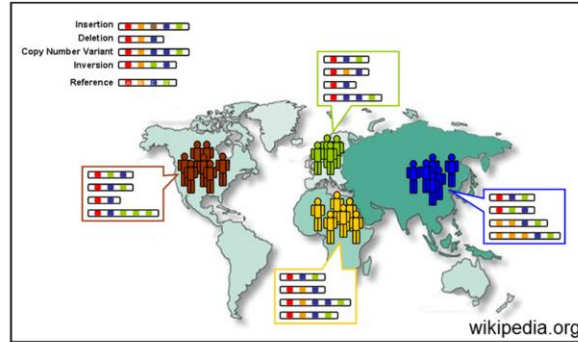 Insertion
Deletion
Copy Number Variant
Inversion
Reference
wikipedia.org